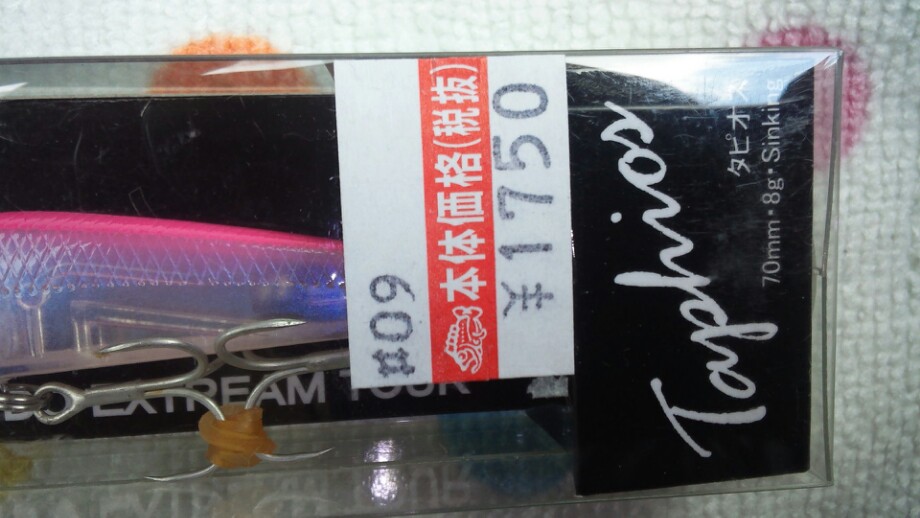 #09
本体価格(税抜)
¥1750
Taphios
タピオス
70mm・8g・Sinking
EXTREAM TOUR